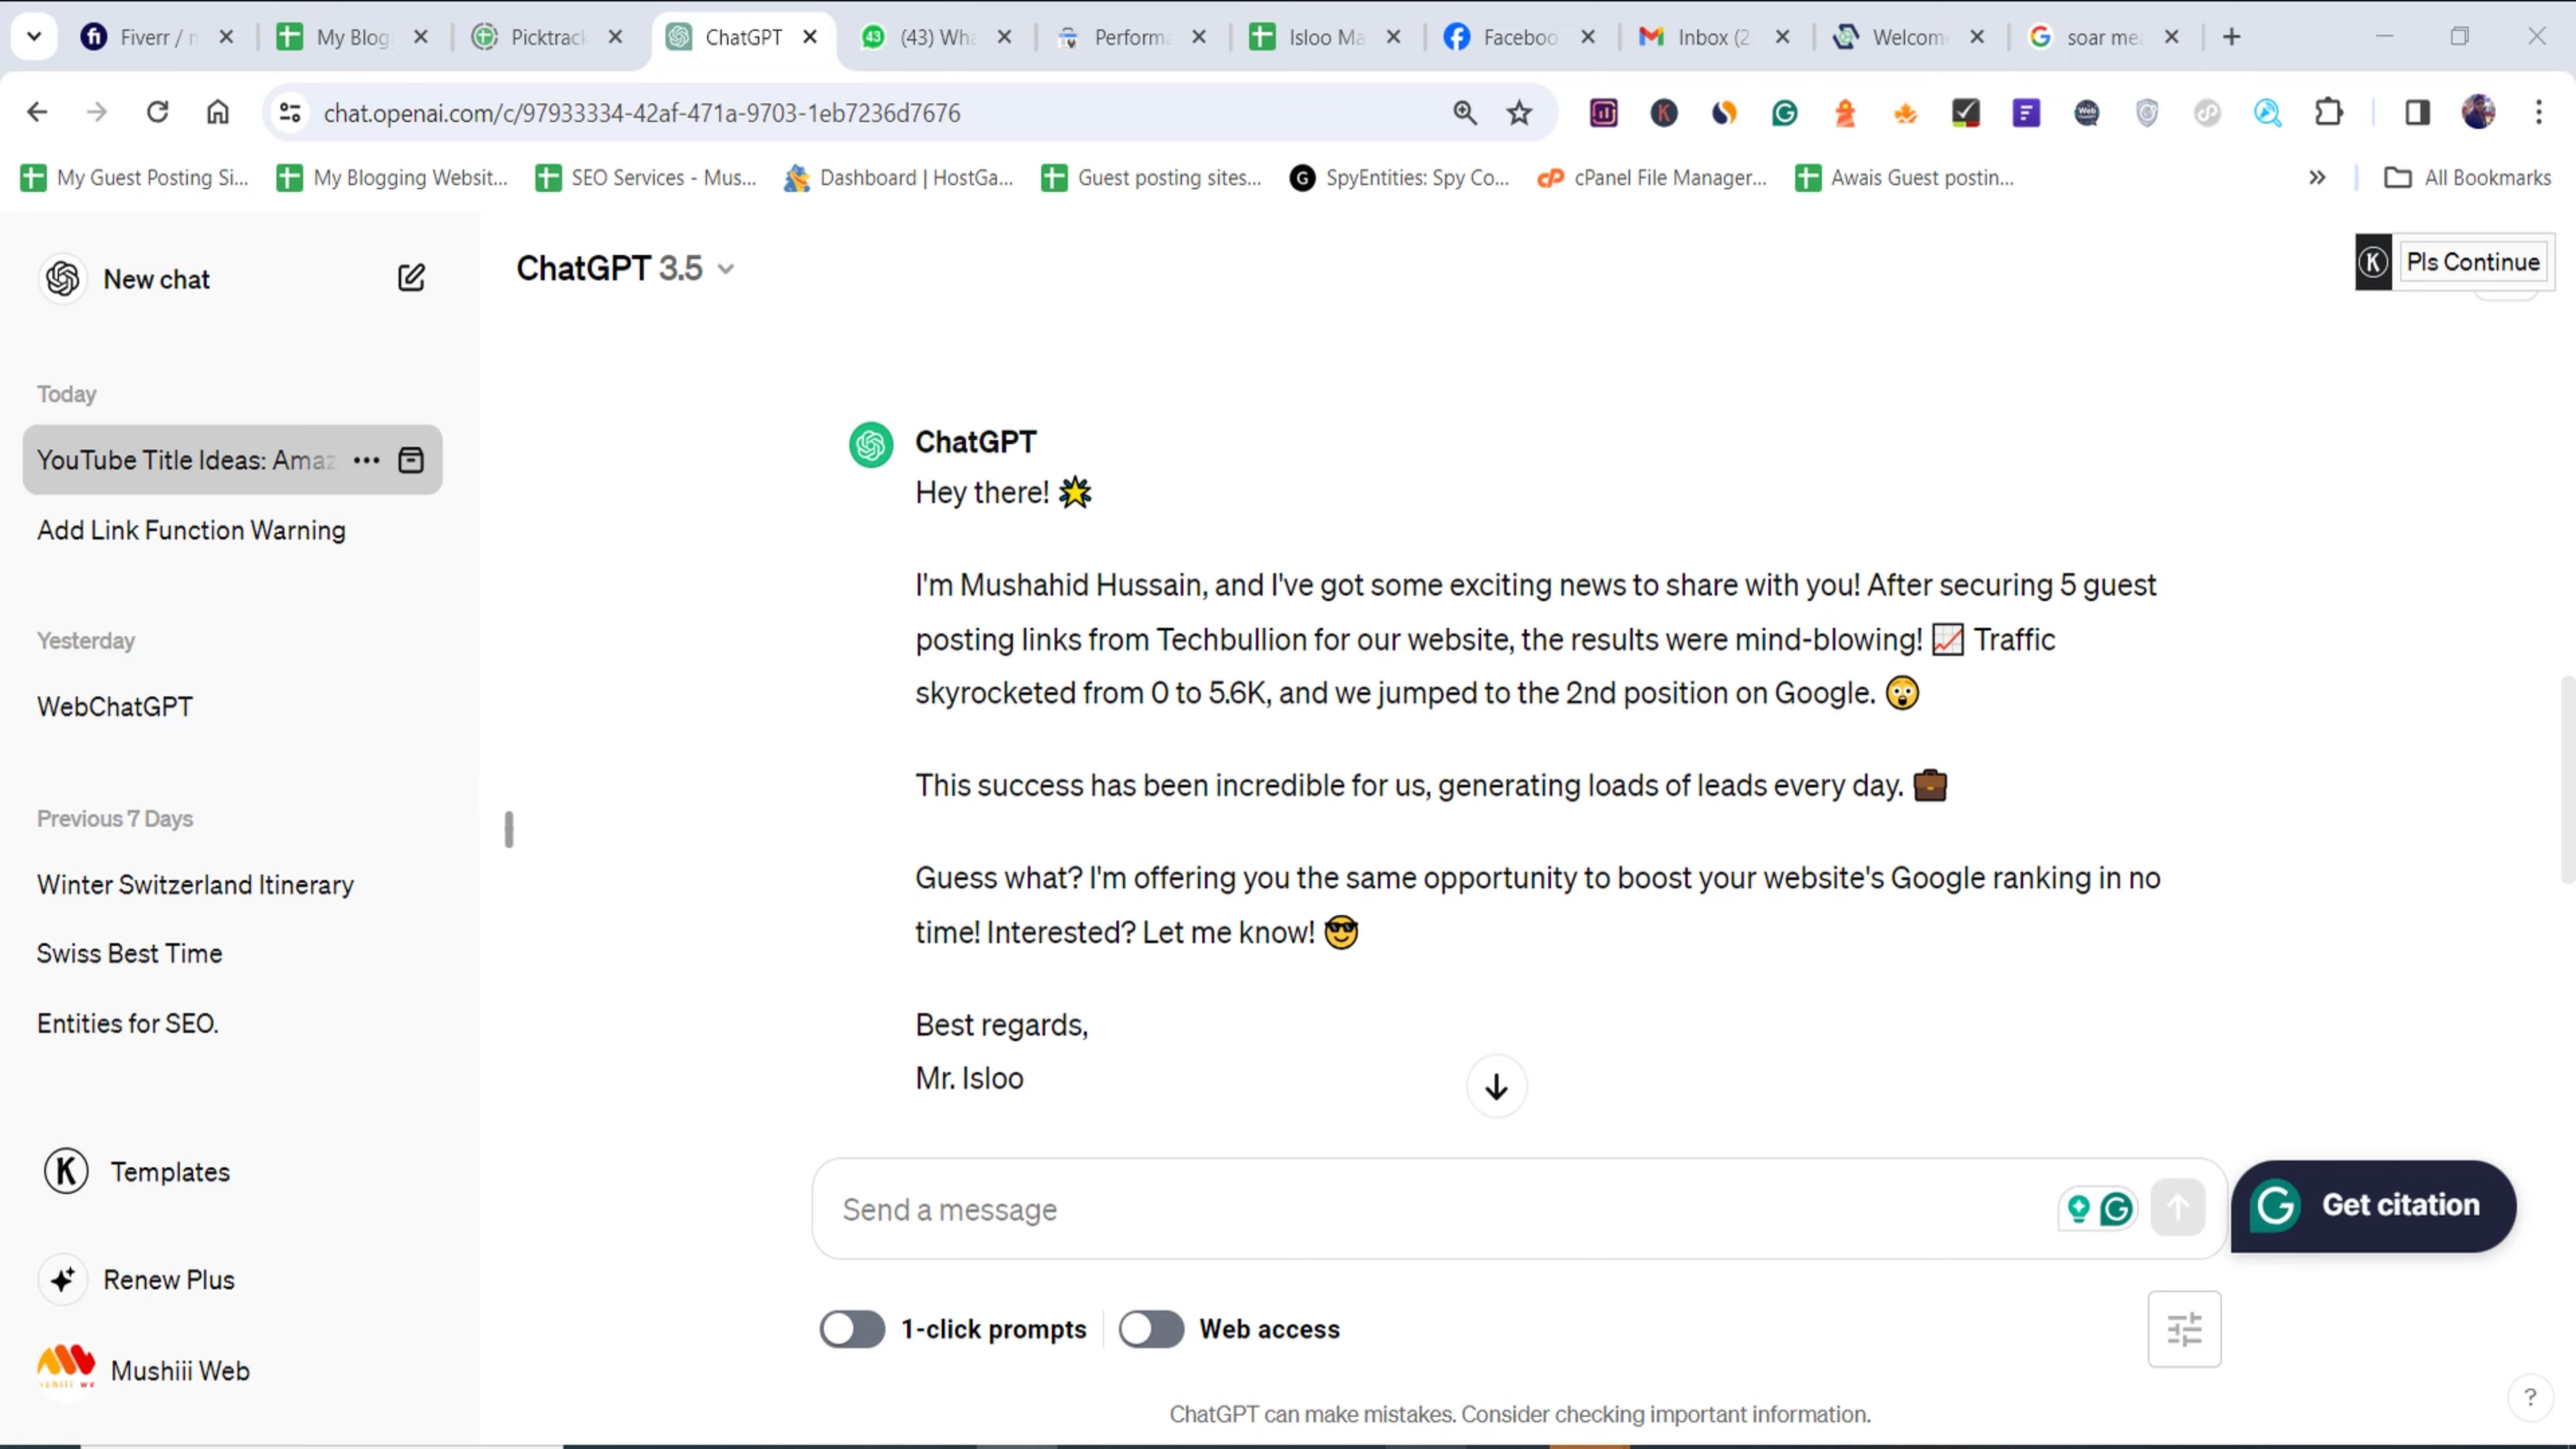 Fiverr / n
My Blog
Picktrack
ChatGPT
43 (43) Wha
Performa
Isloo Ma
Faceboo
Inbox (2
Welcom
soar me
chat.openai.com/c/97933334-42af-471a-9703-1eb7236d7676
My Guest Posting Si...
My Blogging Websit...
SEO Services - Mus...
Dashboard | HostGa...
Guest posting sites...
SpyEntities: Spy Co...
cPanel File Manager...
Awais Guest postin...
All Bookmarks
New chat
ChatGPT 3.5
Pls Continue
Today
YouTube Title Ideas: Amaz
Add Link Function Warning
Yesterday
WebChatGPT
Previous 7 Days
Winter Switzerland Itinerary
Swiss Best Time
Entities for SEO.
Templates
Renew Plus
Mushiii Web
ChatGPT
Hey there! 🌟
I'm Mushahid Hussain, and I've got some exciting news to share with you! After securing 5 guest
posting links from Techbullion for our website, the results were mind-blowing! 📈 Traffic
skyrocketed from 0 to 5.6K, and we jumped to the 2nd position on Google. 😲
This success has been incredible for us, generating loads of leads every day. 💼
Guess what? I'm offering you the same opportunity to boost your website's Google ranking in no
time! Interested? Let me know! 😎
Best regards,
Mr. Isloo
Send a message
Get citation
1-click prompts
Web access
ChatGPT can make mistakes. Consider checking important information.
?